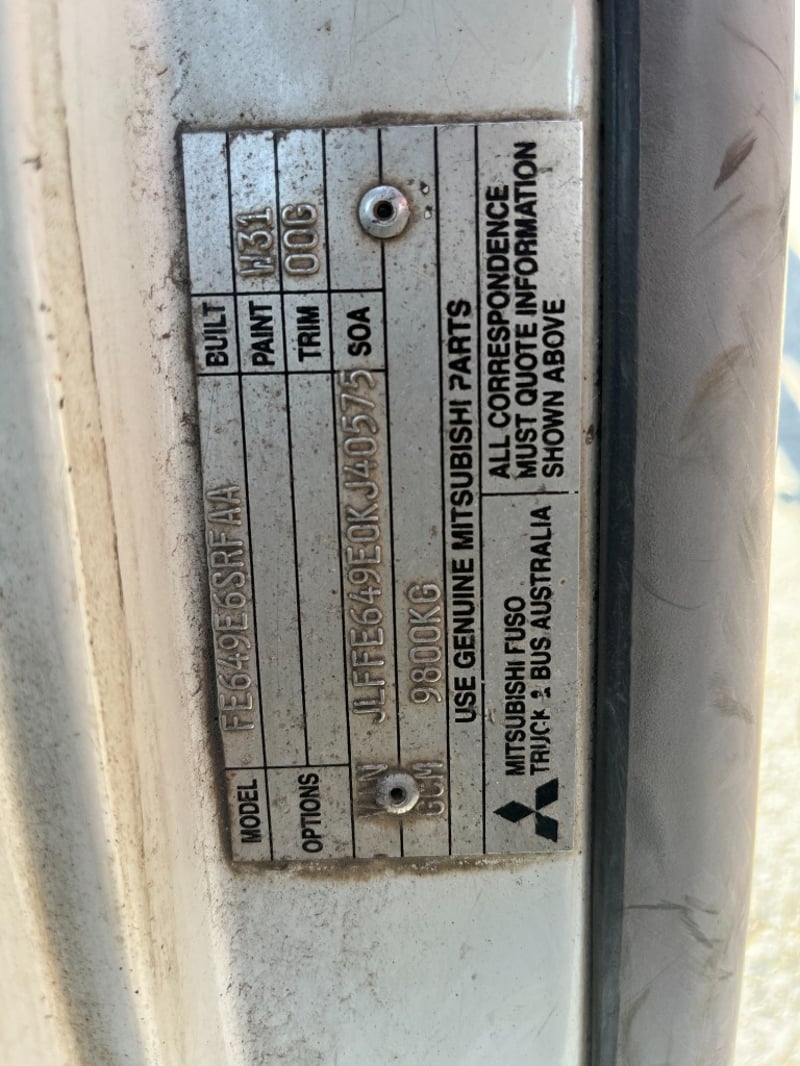 MODEL FE649E6SRFAA BUILT
PAINT W31
OPTIONS TRIM 00G
VIN JLFFE649E0KJ40575 SOA
GCM 9800KG
USE GENUINE MITSUBISHI PARTS
MITSUBISHI FUSO
TRUCK & BUS AUSTRALIA
ALL CORRESPONDENCE
MUST QUOTE INFORMATION
SHOWN ABOVE